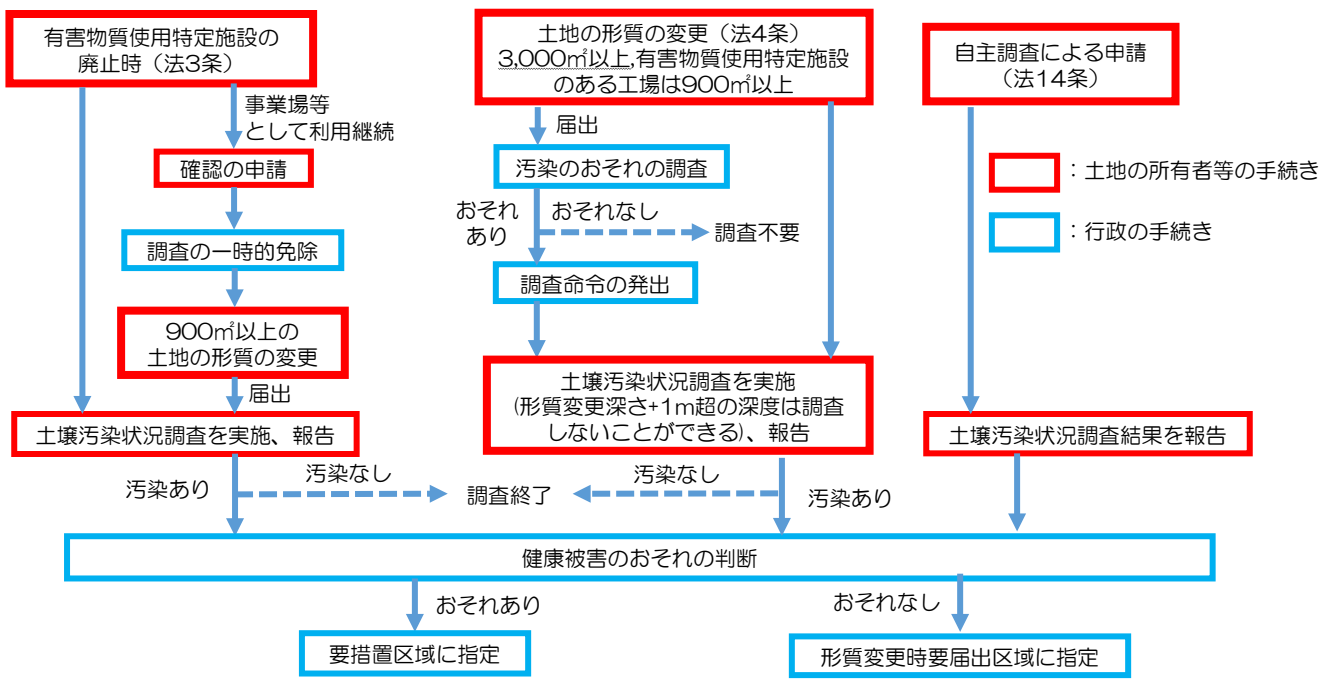 有害物質使用特定施設の
廃止時（法3条）
事業場等
として利用継続
確認の申請
調査の一時的免除
900㎡以上の
土地の形質の変更
届出
土壌汚染状況調査を実施、報告
汚染あり
汚染なし
調査終了
土地の形質の変更（法4条）
3,000㎡以上,有害物質使用特定施設
のある工場は900㎡以上
届出
汚染のおそれの調査
おそれ
あり
おそれなし
調査不要
調査命令の発出
土壌汚染状況調査を実施
(形質変更深さ+1m超の深度は調査
しないことができる)、報告
汚染なし
汚染あり
自主調査による申請
（法14条）
：土地の所有者等の手続き
：行政の手続き
土壌汚染状況調査結果を報告
健康被害のおそれの判断
おそれあり
おそれなし
要措置区域に指定
形質変更時要届出区域に指定